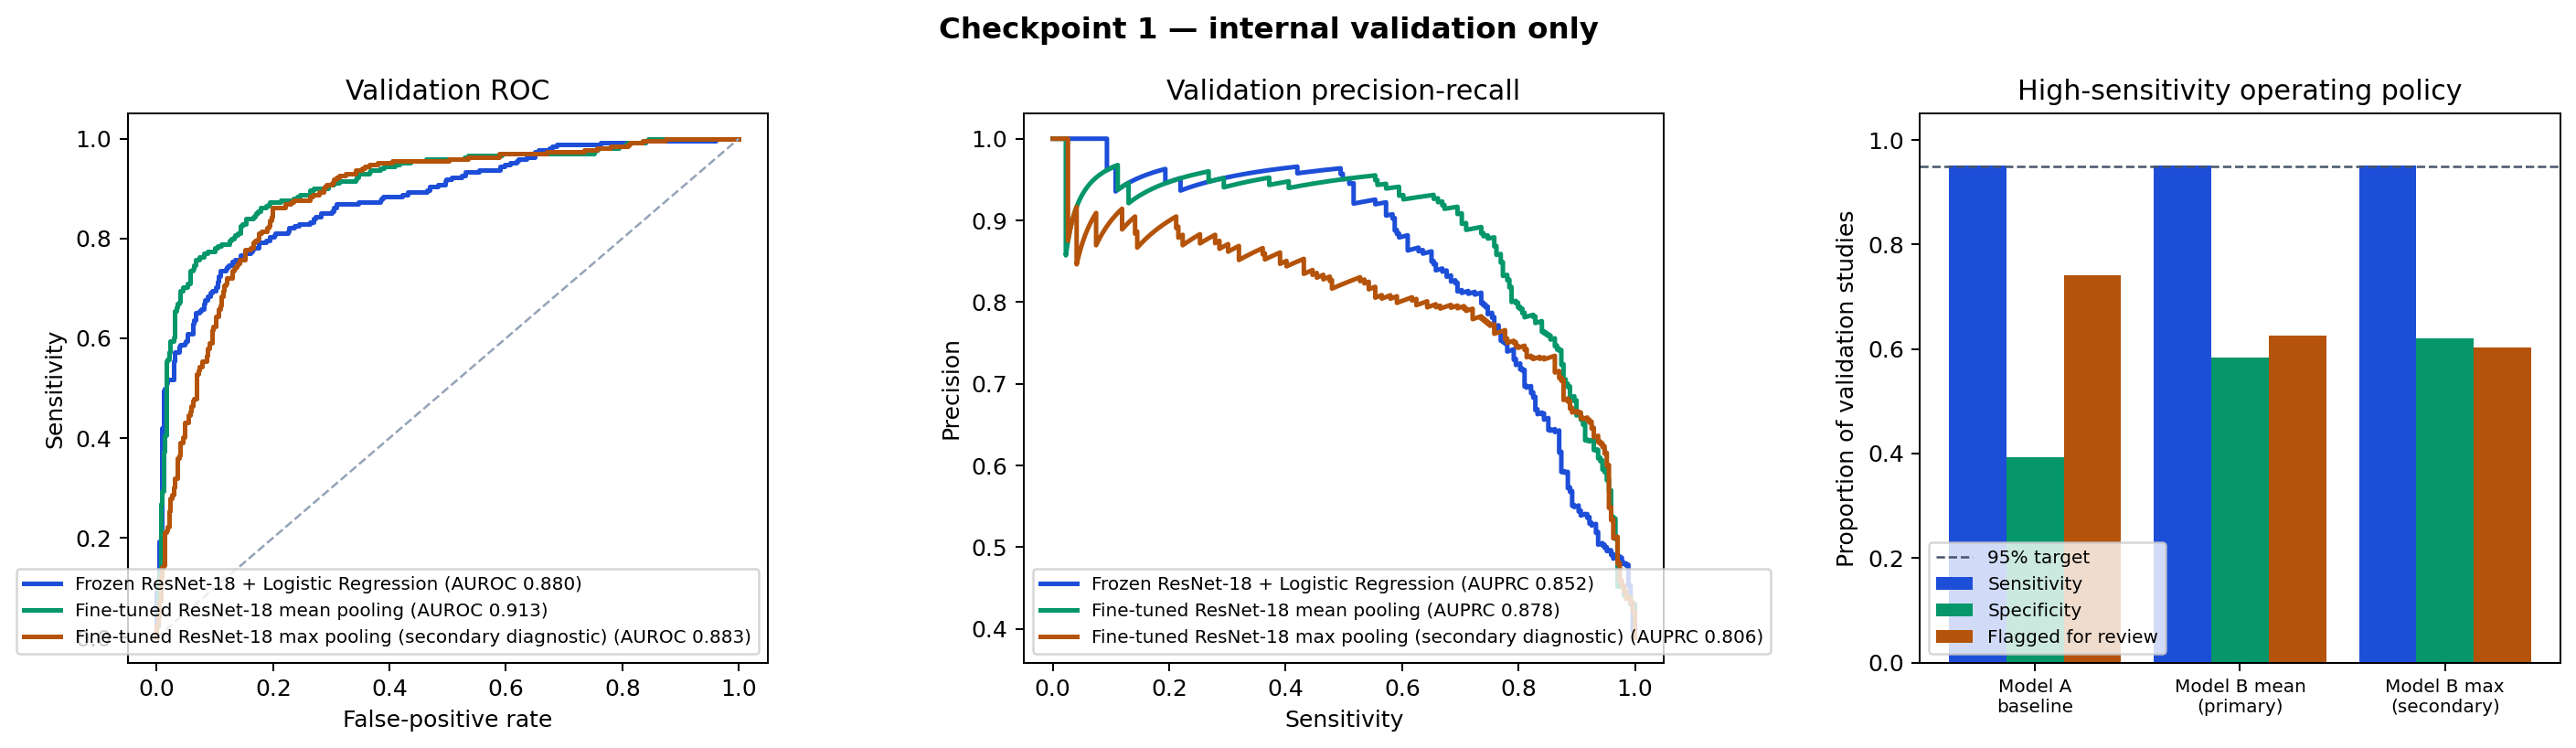 Checkpoint 1 — internal validation only
Validation ROC
Sensitivity
1.0
0.8
0.6
0.4
0.2
0.0
Frozen ResNet-18 + Logistic Regression (AUROC 0.880)
Fine-tuned ResNet-18 mean pooling (AUROC 0.913)
Fine-tuned ResNet-18 max pooling (secondary diagnostic) (AUROC 0.883)
0.0 0.2 0.4 0.6 0.8 1.0
False-positive rate
Validation precision-recall
Precision
1.0
0.9
0.8
0.7
0.6
0.5
0.4
Frozen ResNet-18 + Logistic Regression (AUPRC 0.852)
Fine-tuned ResNet-18 mean pooling (AUPRC 0.878)
Fine-tuned ResNet-18 max pooling (secondary diagnostic) (AUPRC 0.806)
0.0 0.2 0.4 0.6 0.8 1.0
Sensitivity
High-sensitivity operating policy
Proportion of validation studies
1.0
0.8
0.6
0.4
0.2
0.0
95% target
Sensitivity
Specificity
Flagged for review
Model A
baseline
Model B mean
(primary)
Model B max
(secondary)